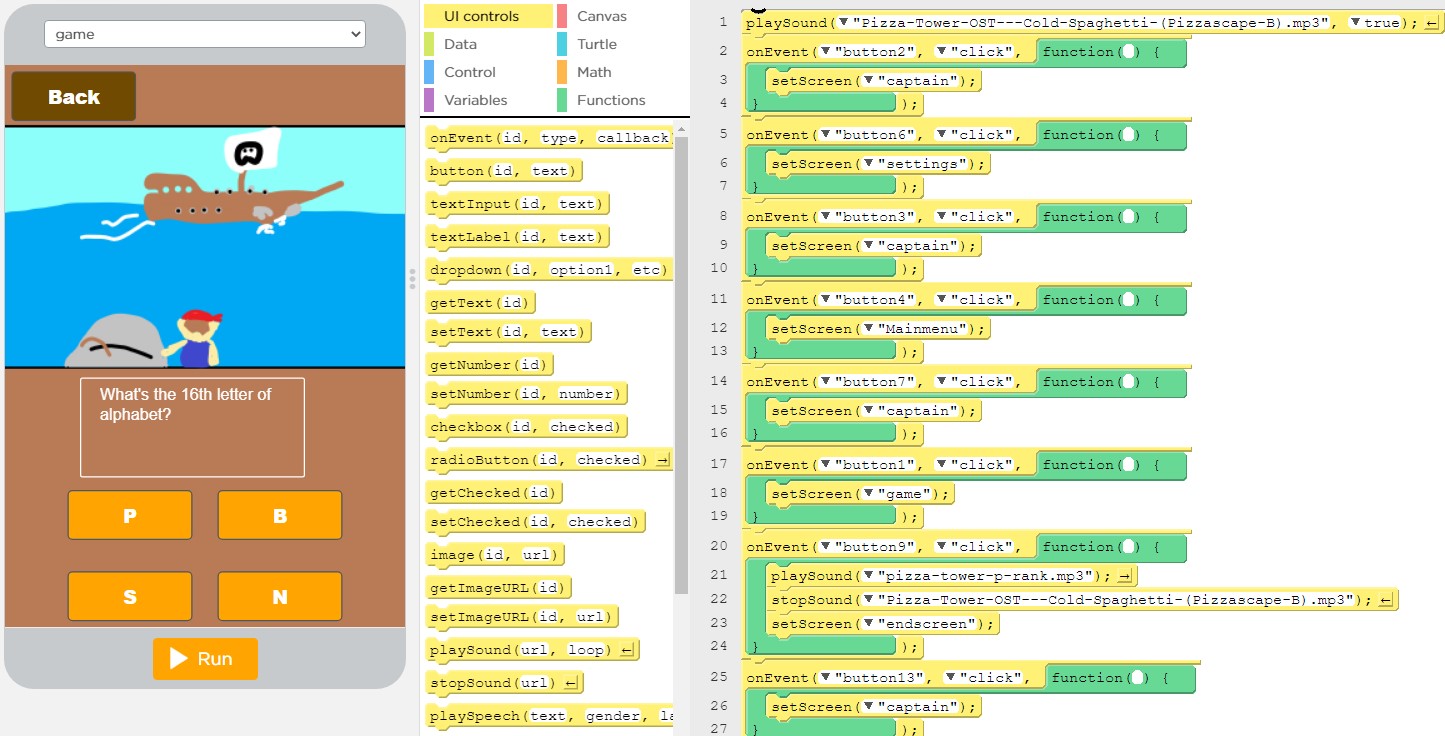 game
Back
What's the 16th letter of
alphabet?
P
B
S
N
Run
UI controls
Canvas
Data
Turtle
Control
Math
Variables
Functions
onEvent(id, type, callback
button(id, text)
textInput(id, text)
textLabel(id, text)
dropdown(id, option1, etc)
getText(id)
setText(id, text)
getNumber(id)
setNumber(id, number)
checkbox(id, checked)
radioButton(id, checked) →
getChecked(id)
setChecked(id, checked)
image(id, url)
getImageURL(id)
setImageURL(id, url)
playSound(url, loop) ←
stopSound(url) ←
playSpeech(text, gender, la
1 playSound(▼"Pizza-Tower-OST---Cold-Spaghetti-(Pizzascape-B).mp3", ▼true); ←
2 onEvent(▼"button2", ▼"click", function() {
3 setScreen(▼"captain");
4 } );
5 onEvent(▼"button6", ▼"click", function() {
6 setScreen(▼"settings");
7 } );
8 onEvent(▼"button3", ▼"click", function() {
9 setScreen(▼"captain");
10 } );
11 onEvent(▼"button4", ▼"click", function() {
12 setScreen(▼"Mainmenu");
13 } );
14 onEvent(▼"button7", ▼"click", function() {
15 setScreen(▼"captain");
16 } );
17 onEvent(▼"button1", ▼"click", function() {
18 setScreen(▼"game");
19 } );
20 onEvent(▼"button9", ▼"click", function() {
21 playSound(▼"pizza-tower-p-rank.mp3"); →
22 stopSound(▼"Pizza-Tower-OST---Cold-Spaghetti-(Pizzascape-B).mp3"); ←
23 setScreen(▼"endscreen");
24 } );
25 onEvent(▼"button13", ▼"click", function() {
26 setScreen(▼"captain");
27 } );